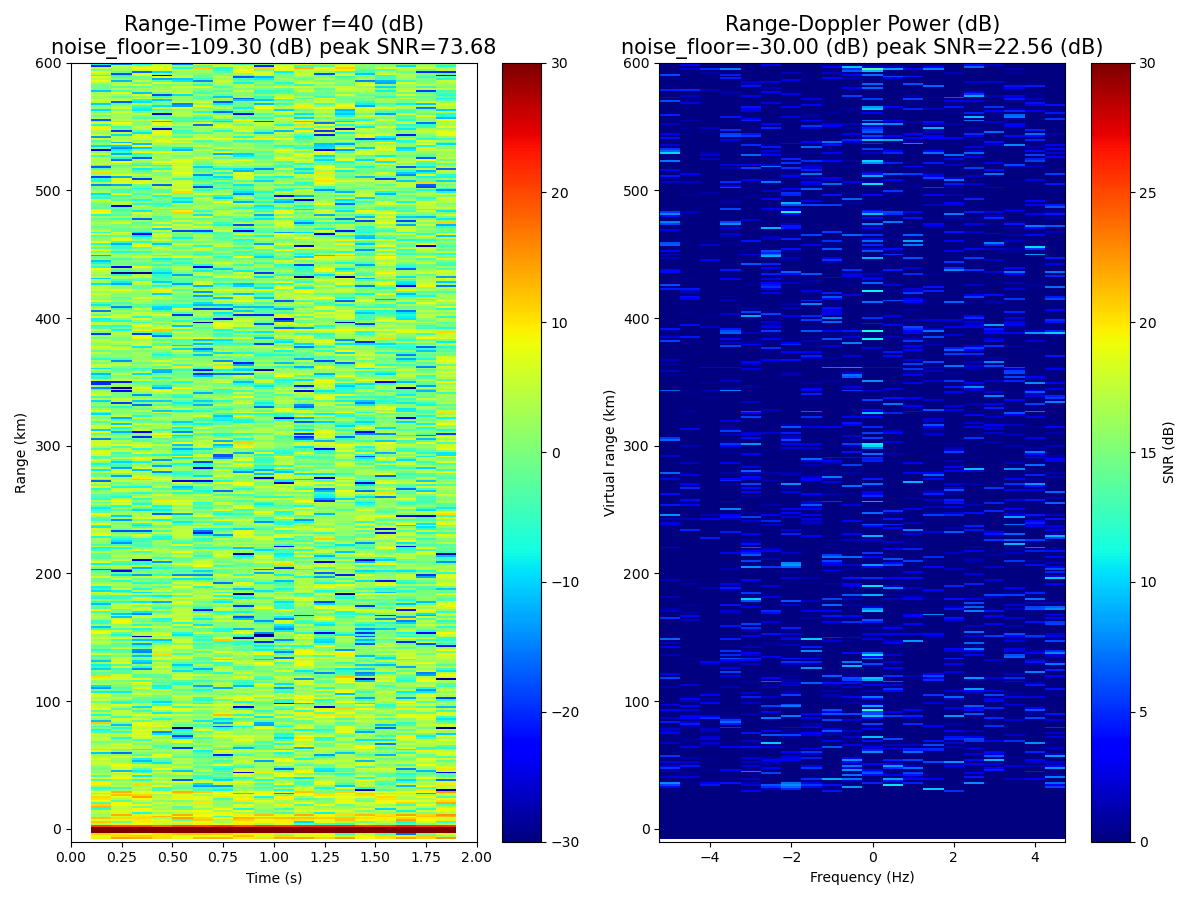 Range-Time Power f=40 (dB)
noise_floor=-109.30 (dB) peak SNR=73.68
Range-Doppler Power (dB)
noise_floor=-30.00 (dB) peak SNR=22.56 (dB)
600
500
400
300
200
100
0
Range (km)
0.00 0.25 0.50 0.75 1.00 1.25 1.50 1.75 2.00
Time (s)
30
20
10
0
−10
−20
−30
600
500
400
300
200
100
0
Virtual range (km)
−4 −2 0 2 4
Frequency (Hz)
30
25
20
15
10
5
0
SNR (dB)